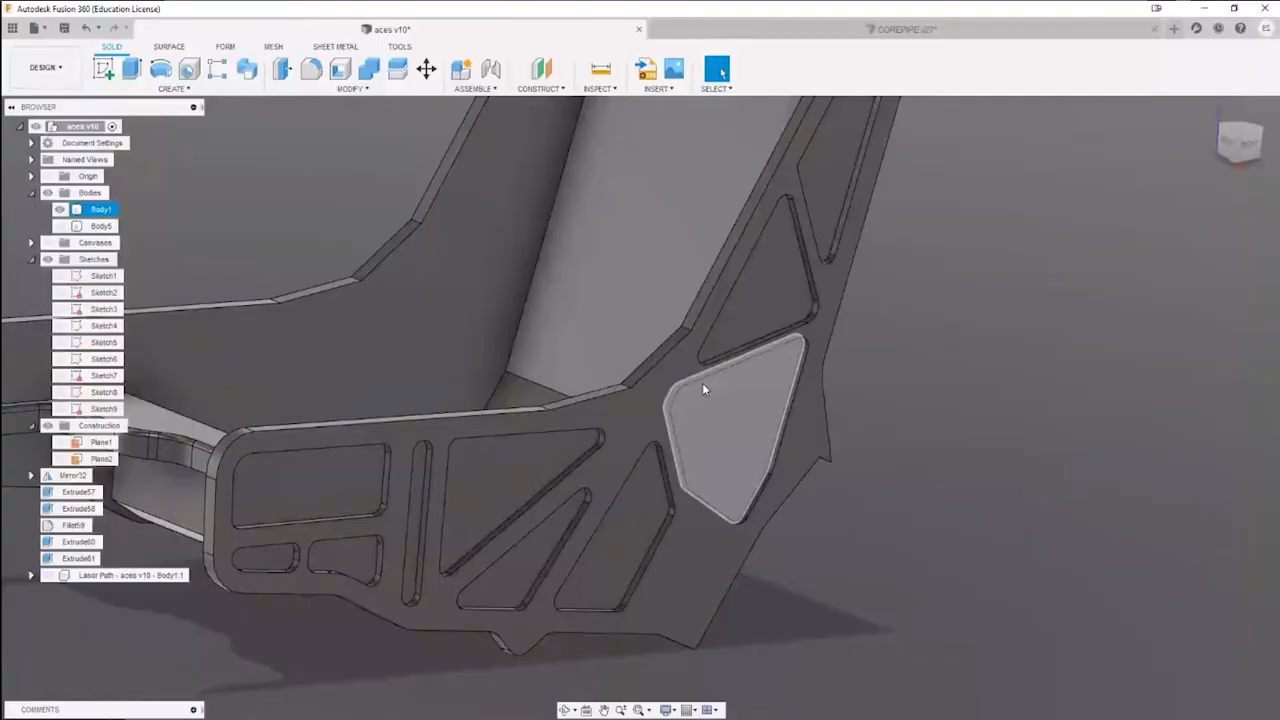 Autodesk Fusion 360 (Education License)
aces v10*
COREPIPE v27*
ES
SOLID SURFACE FORM MESH SHEET METAL TOOLS
DESIGN
CREATE MODIFY ASSEMBLE CONSTRUCT INSPECT INSERT SELECT
BROWSER
aces v10
Document Settings
Named Views
Origin
Bodies
Body1
Body5
Canvases
Sketches
Sketch1
Sketch2
Sketch3
Sketch4
Sketch5
Sketch6
Sketch7
Sketch8
Sketch9
Construction
Plane1
Plane2
Mirror32
Extrude57
Extrude58
Fillet59
Extrude60
Extrude61
Laser Path - aces v10 - Body1:1
COMMENTS